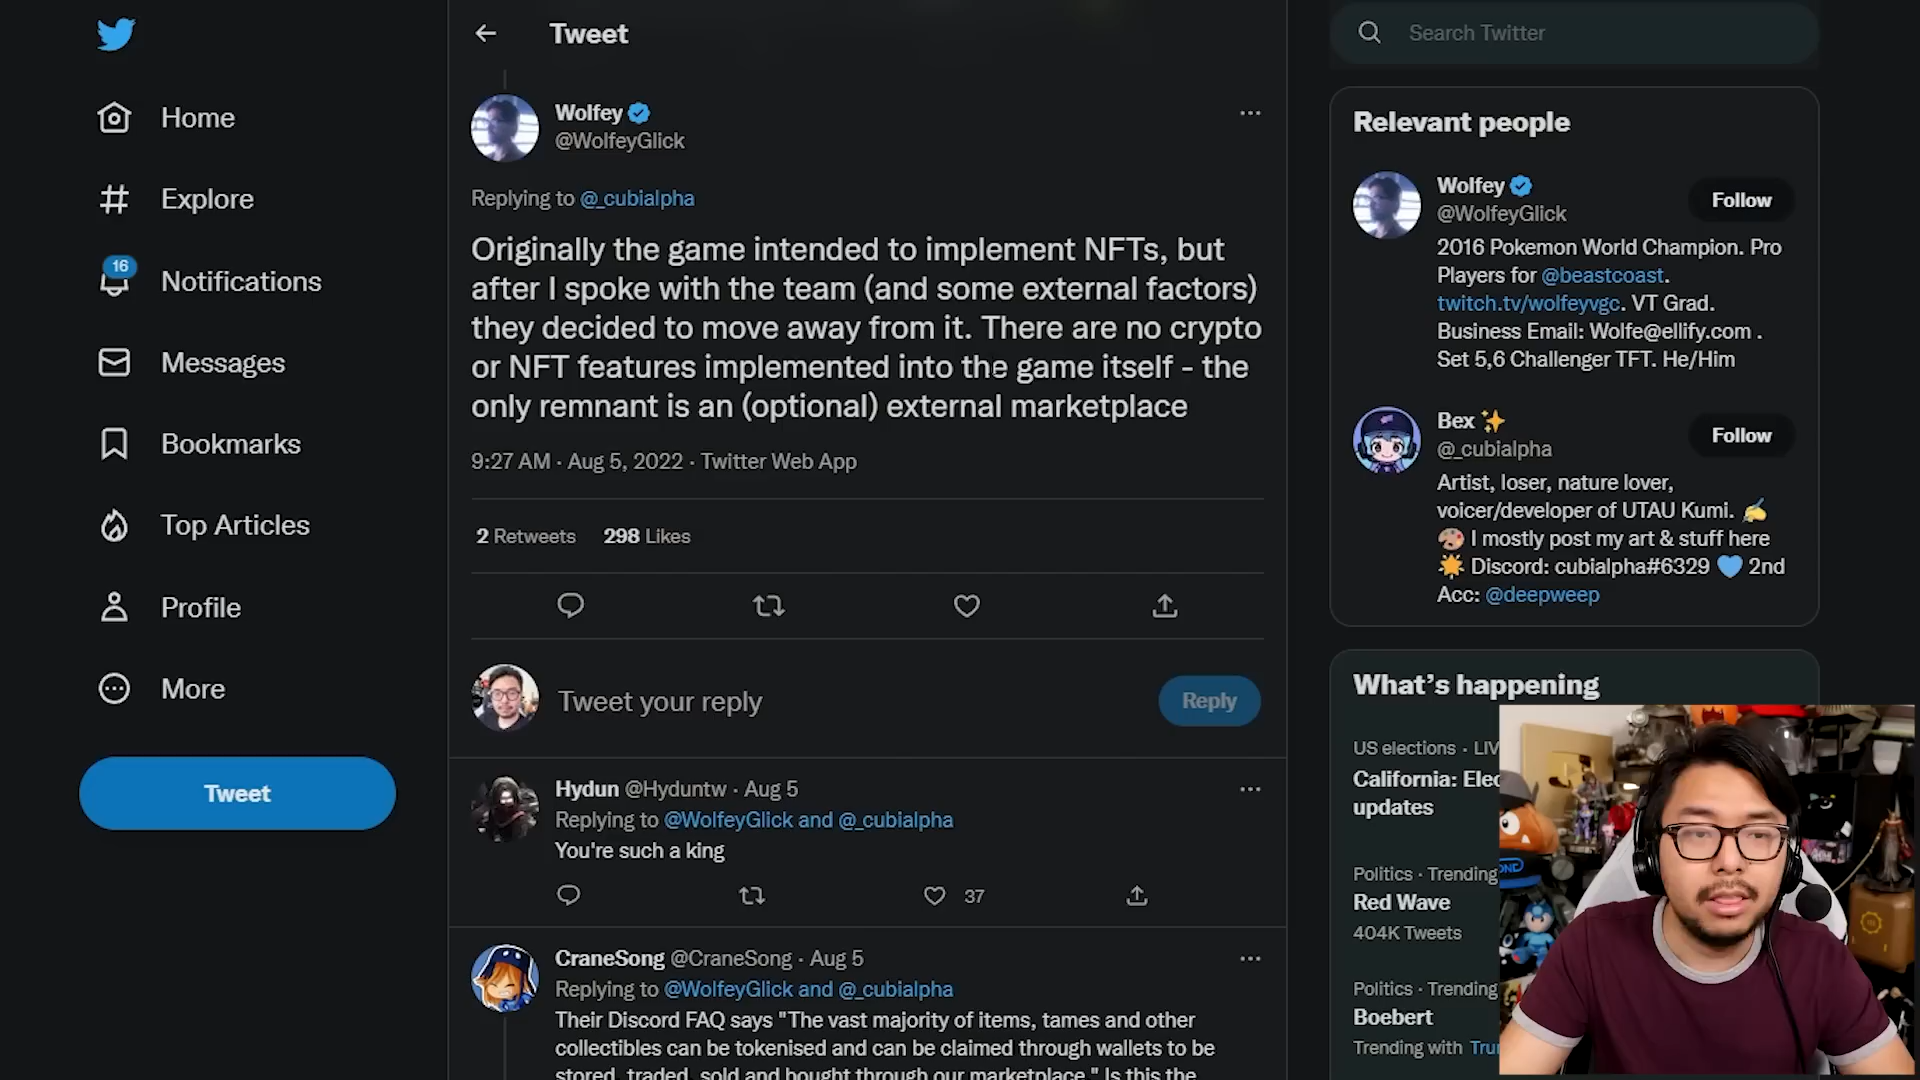 Home
Explore
16
Notifications
Messages
Bookmarks
Top Articles
Profile
More
Tweet
Tweet
Wolfey
@WolfeyGlick
Replying to @_cubialpha
Originally the game intended to implement NFTs, but
after I spoke with the team (and some external factors)
they decided to move away from it. There are no crypto
or NFT features implemented into the game itself - the
only remnant is an (optional) external marketplace
9:27 AM · Aug 5, 2022 · Twitter Web App
2 Retweets 298 Likes
Tweet your reply
Reply
Hydun @Hyduntw · Aug 5
Replying to @WolfeyGlick and @_cubialpha
You're such a king
37
CraneSong @CraneSong · Aug 5
Replying to @WolfeyGlick and @_cubialpha
Their Discord FAQ says "The vast majority of items, tames and other
collectibles can be tokenised and can be claimed through wallets to be
stored, traded, sold and bought through our marketplace." Is this the
Search Twitter
Relevant people
Wolfey
@WolfeyGlick
Follow
2016 Pokemon World Champion. Pro
Players for @beastcoast.
twitch.tv/wolfeyvgc. VT Grad.
Business Email: Wolfe@ellify.com .
Set 5,6 Challenger TFT. He/Him
Bex ✨
@_cubialpha
Follow
Artist, loser, nature lover,
voicer/developer of UTAU Kumi. ✍️
🎨 I mostly post my art & stuff here
🌟 Discord: cubialpha#6329 💙 2nd
Acc: @deepweep
What's happening
US elections · LIV
California: Elec
updates
Politics · Trending
Red Wave
404K Tweets
Politics · Trending
Boebert
Trending with Tru